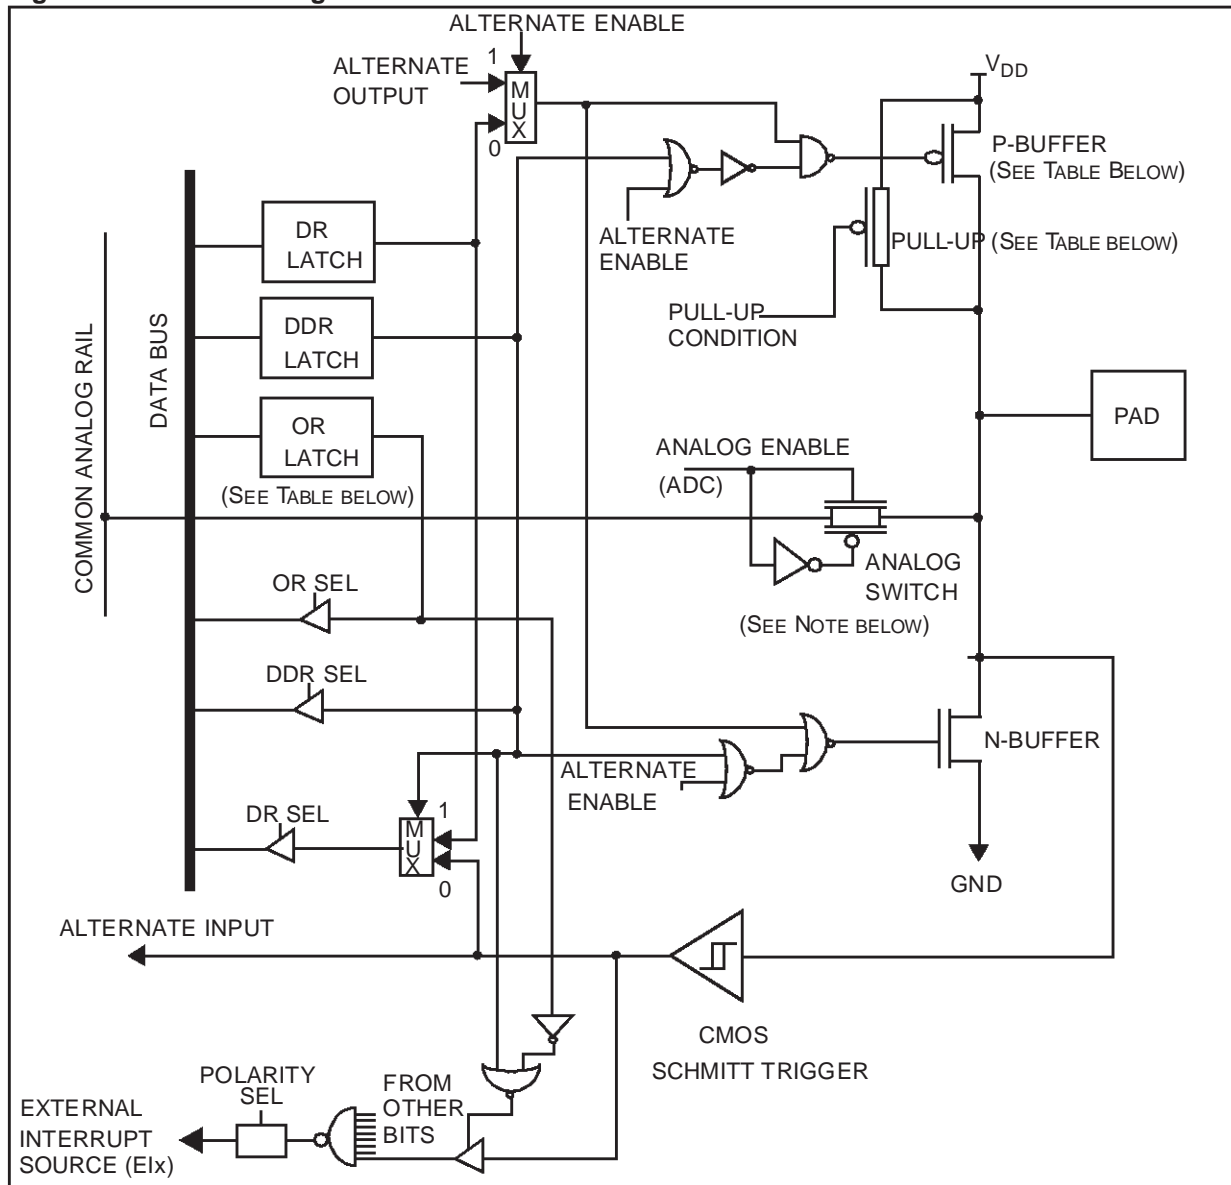 ALTERNATE ENABLE
1
ALTERNATE
OUTPUT
MUX
0
VDD
P-BUFFER
(SEE TABLE BELOW)
ALTERNATE
ENABLE
PULL-UP (SEE TABLE BELOW)
PULL-UP
CONDITION
DR
LATCH
DDR
LATCH
OR
LATCH
(SEE TABLE BELOW)
COMMON ANALOG RAIL
DATA BUS
PAD
ANALOG ENABLE
(ADC)
ANALOG
SWITCH
(SEE NOTE BELOW)
OR SEL
DDR SEL
DR SEL
MUX
1
0
ALTERNATE
ENABLE
N-BUFFER
GND
ALTERNATE INPUT
CMOS
SCHMITT TRIGGER
POLARITY
SEL
FROM
OTHER
BITS
EXTERNAL
INTERRUPT
SOURCE (EIx)